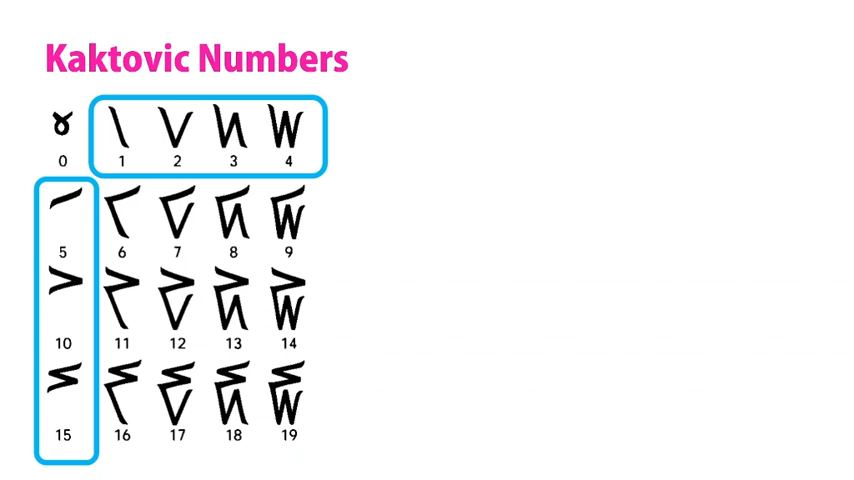 Kaktovic Numbers
𝋀 𝋁 𝋂 𝋃 𝋄
0 1 2 3 4
𝋅 𝋆 𝋇 𝋈 𝋉
5 6 7 8 9
𝋊 𝋋 𝋌 𝋍 𝋎
10 11 12 13 14
𝋏 𝋐 𝋑 𝋒 𝋓
15 16 17 18 19